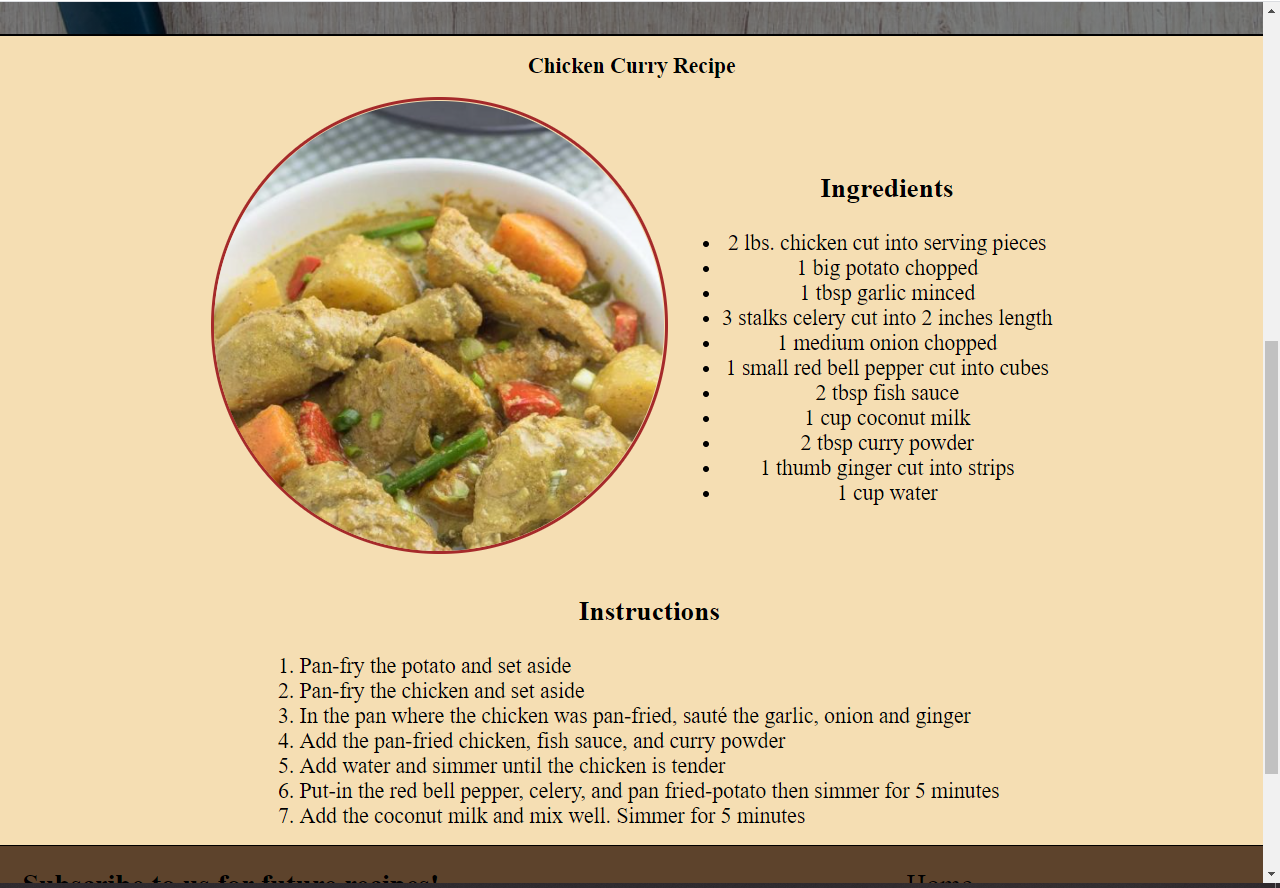 Chicken Curry Recipe
Ingredients
2 lbs. chicken cut into serving pieces
1 big potato chopped
1 tbsp garlic minced
3 stalks celery cut into 2 inches length
1 medium onion chopped
1 small red bell pepper cut into cubes
2 tbsp fish sauce
1 cup coconut milk
2 tbsp curry powder
1 thumb ginger cut into strips
1 cup water
Instructions
1. Pan-fry the potato and set aside
2. Pan-fry the chicken and set aside
3. In the pan where the chicken was pan-fried, sauté the garlic, onion and ginger
4. Add the pan-fried chicken, fish sauce, and curry powder
5. Add water and simmer until the chicken is tender
6. Put-in the red bell pepper, celery, and pan fried-potato then simmer for 5 minutes
7. Add the coconut milk and mix well. Simmer for 5 minutes
Subscribe to us for future recipes!
Home